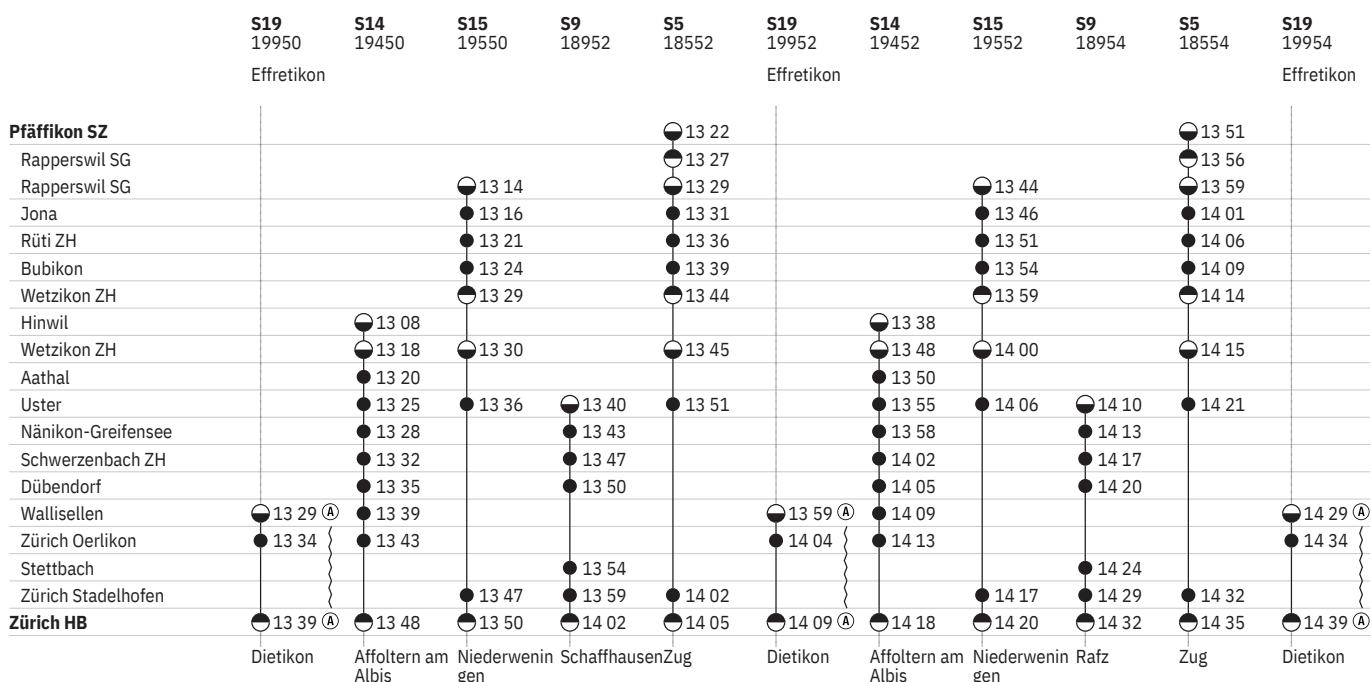 S19 S14 S15 S9 S5 S19 S14 S15 S9 S5 S19
19950 19450 19550 18952 18552 19952 19452 19552 18954 18554 19954
Effretikon Effretikon Effretikon
Pfäffikon SZ 13 22 13 51
Rapperswil SG 13 27 13 56
Rapperswil SG 13 14 13 29 13 44 13 59
Jona 13 16 13 31 13 46 14 01
Rüti ZH 13 21 13 36 13 51 14 06
Bubikon 13 24 13 39 13 54 14 09
Wetzikon ZH 13 29 13 44 13 59 14 14
Hinwil 13 08 13 38
Wetzikon ZH 13 18 13 30 13 45 13 48 14 00 14 15
Aathal 13 20 13 50
Uster 13 25 13 36 13 40 13 51 13 55 14 06 14 10 14 21
Nänikon-Greifensee 13 28 13 43 13 58 14 13
Schwerzenbach ZH 13 32 13 47 14 02 14 17
Dübendorf 13 35 13 50 14 05 14 20
Wallisellen 13 29 A 13 39 13 59 A 14 09 14 29 A
Zürich Oerlikon 13 34 13 43 14 04 14 13 14 34
Stettbach 13 54 14 24
Zürich Stadelhofen 13 47 13 59 14 02 14 17 14 29 14 32
Zürich HB 13 39 A 13 48 13 50 14 02 14 05 14 09 A 14 18 14 20 14 32 14 35 14 39 A
Dietikon Affoltern am Niederwenin Schaffhausen Zug Dietikon Affoltern am Niederwenin Rafz Zug Dietikon
Albis gen Albis gen